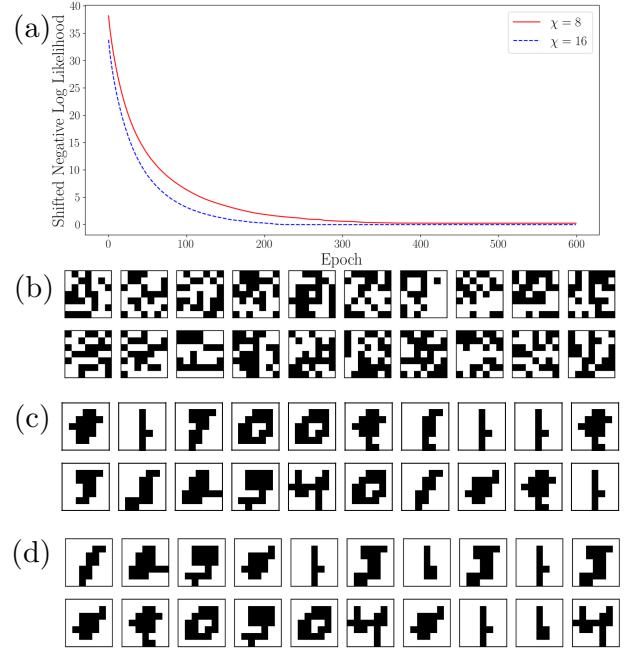 (a)
40
35
30
25
20
15
10
5
0
Shifted Negative Log Likelihood
χ = 8
χ = 16
0 100 200 300 400 500 600
Epoch
(b)
(c)
(d)